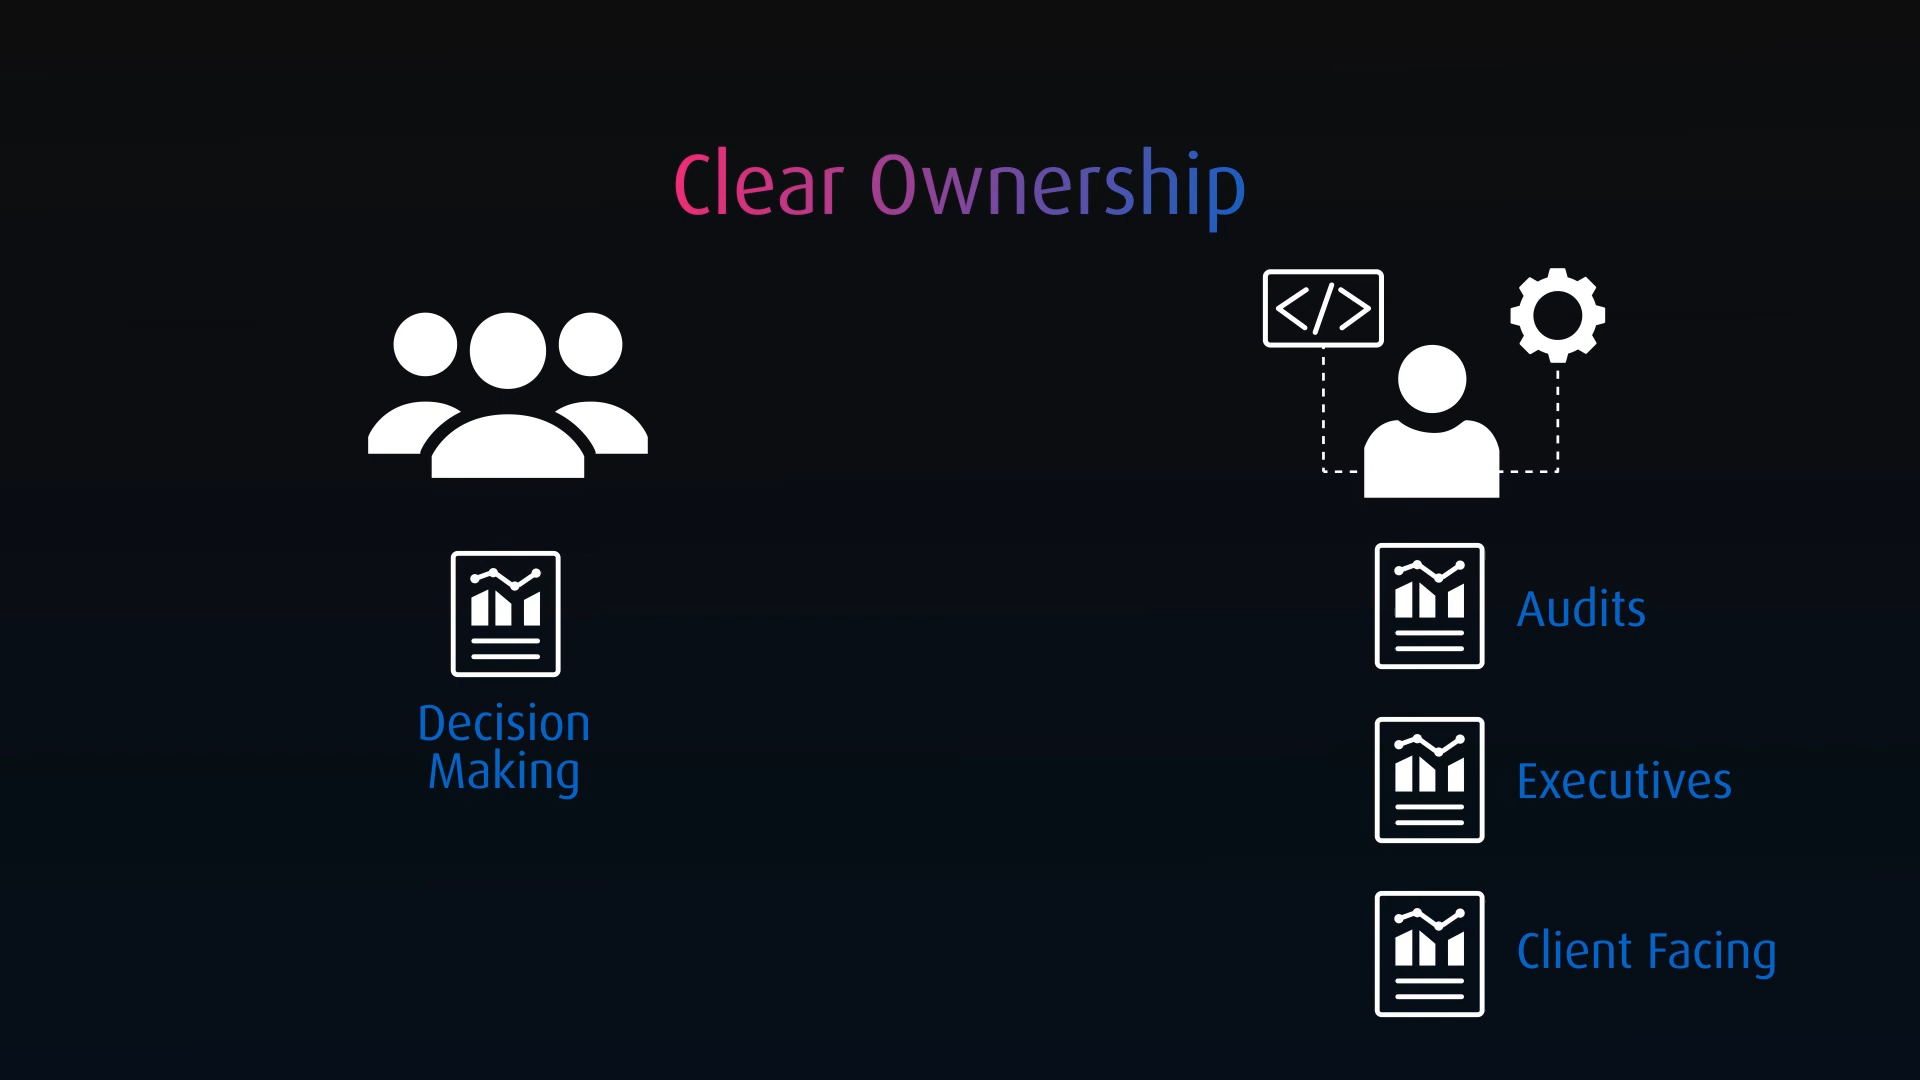 Clear Ownership
</>
Decision
Making
Audits
Executives
Client Facing